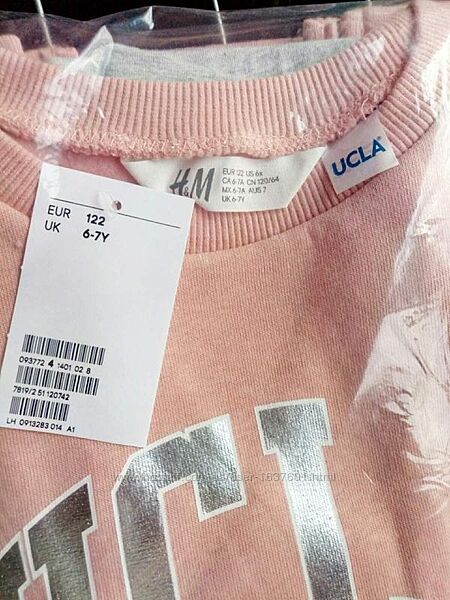 H&M
EUR 122 US 6x
CA 6-7A CN 120/64
MX 6-7A AUS 7
UK 6-7Y
UCLA
EUR 122
UK 6-7Y
093772 4 1401 02 8
7819/2 51 120742
LH 0913283 014 A1
UCL